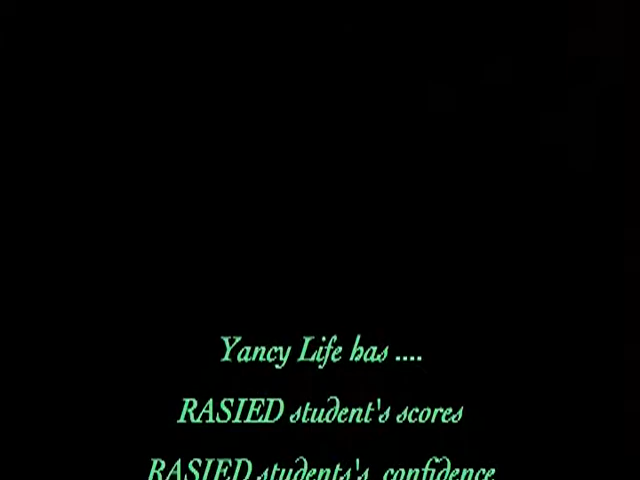 Yancy Life has ....
RASIED student's scores
RASIED students's confidence